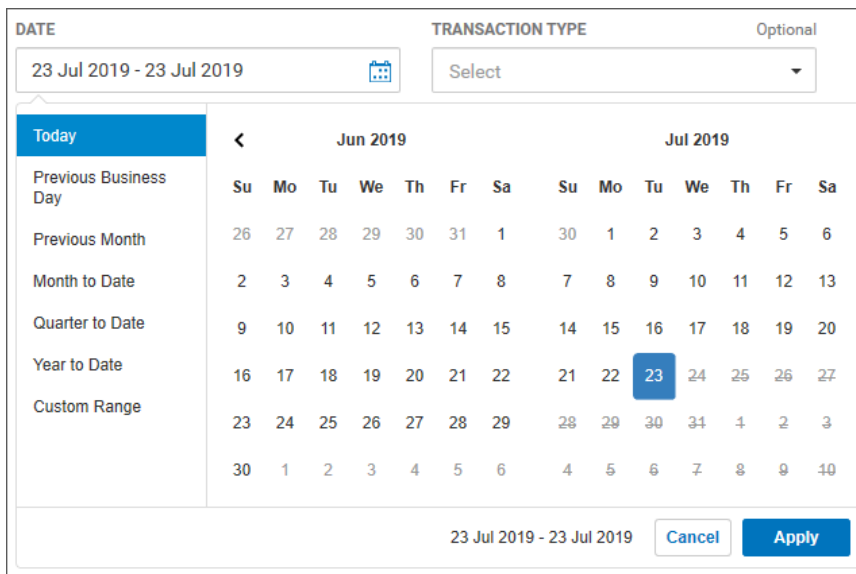 DATE
TRANSACTION TYPE Optional
23 Jul 2019 - 23 Jul 2019
Select
Today
Previous Business
Day
Previous Month
Month to Date
Quarter to Date
Year to Date
Custom Range
Jun 2019
Su Mo Tu We Th Fr Sa
26 27 28 29 30 31 1
2 3 4 5 6 7 8
9 10 11 12 13 14 15
16 17 18 19 20 21 22
23 24 25 26 27 28 29
30 1 2 3 4 5 6
Jul 2019
Su Mo Tu We Th Fr Sa
30 1 2 3 4 5 6
7 8 9 10 11 12 13
14 15 16 17 18 19 20
21 22 23 24 25 26 27
28 29 30 31 1 2 3
4 5 6 7 8 9 10
23 Jul 2019 - 23 Jul 2019
Cancel
Apply